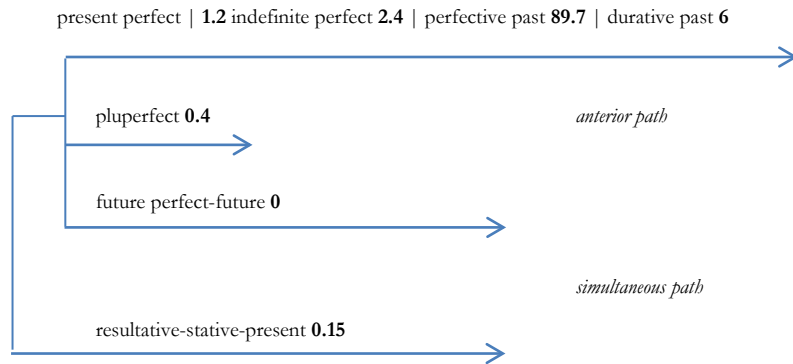 present perfect | 1.2 indefinite perfect 2.4 | perfective past 89.7 | durative past 6
pluperfect 0.4
anterior path
future perfect-future 0
simultaneous path
resultative-stative-present 0.15